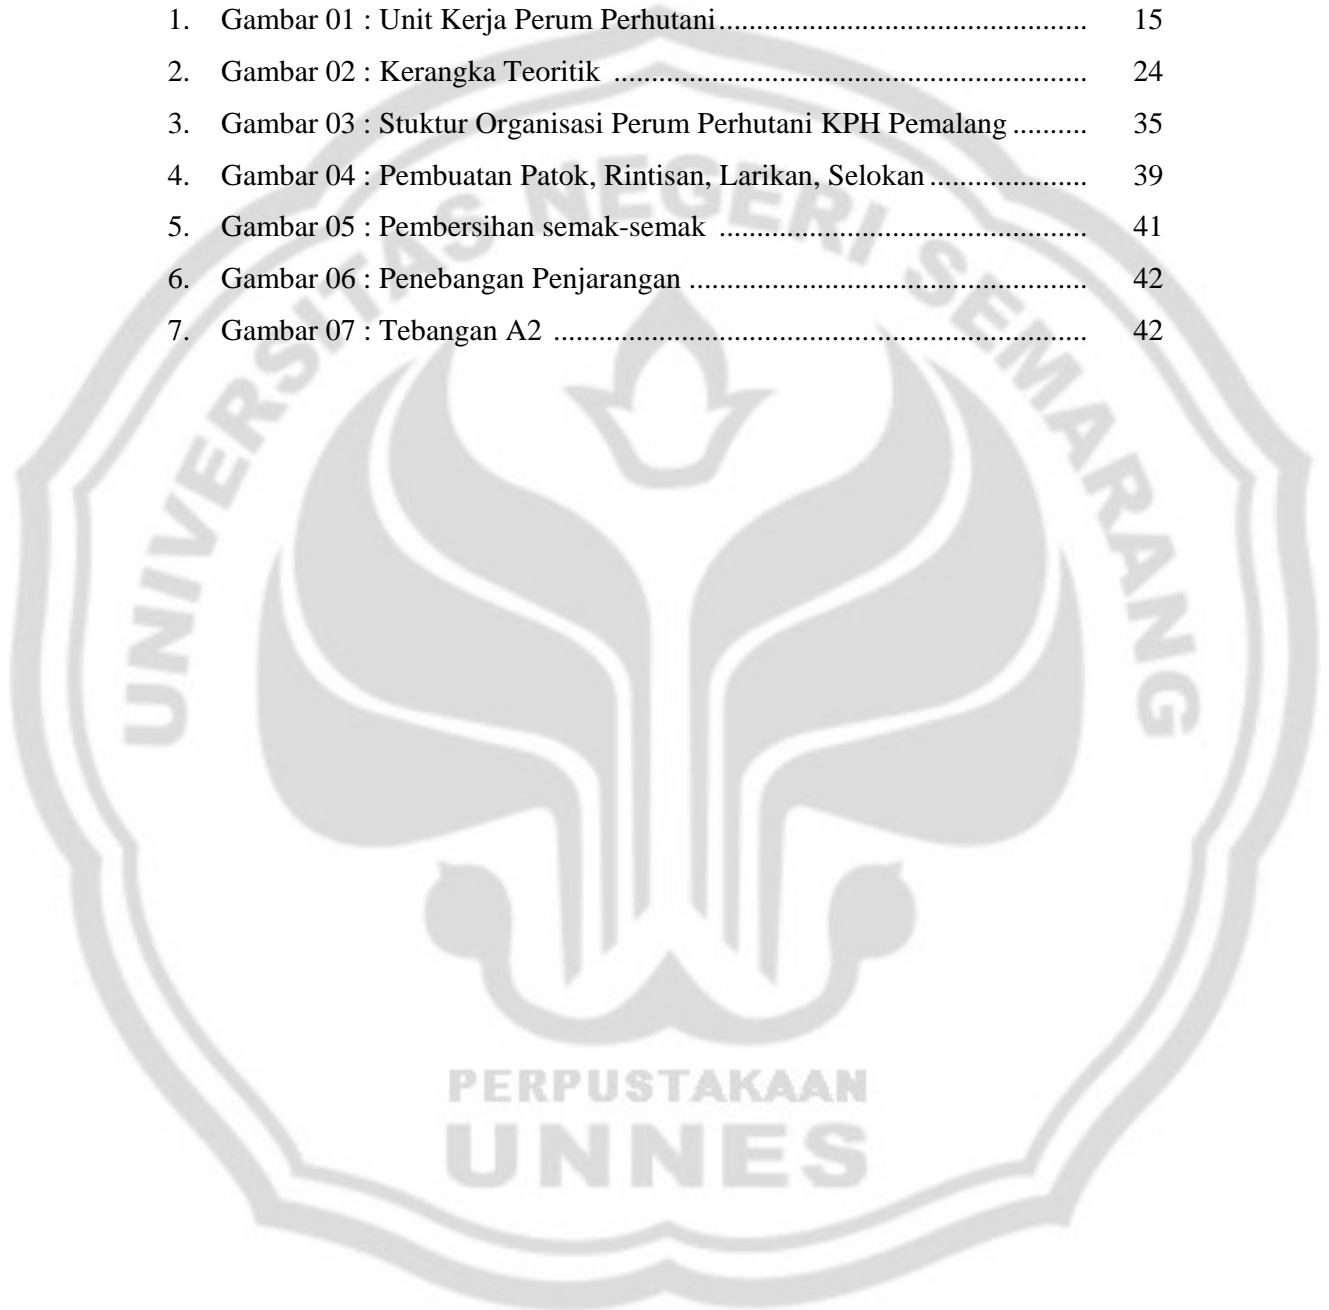 1. Gambar 01 : Unit Kerja Perum Perhutani.................................................. 15
2. Gambar 02 : Kerangka Teoritik ................................................................ 24
3. Gambar 03 : Stuktur Organisasi Perum Perhutani KPH Pemalang .......... 35
4. Gambar 04 : Pembuatan Patok, Rintisan, Larikan, Selokan ..................... 39
5. Gambar 05 : Pembersihan semak-semak .................................................. 41
6. Gambar 06 : Penebangan Penjarangan ...................................................... 42
7. Gambar 07 : Tebangan A2 ........................................................................ 42
UNIVERSITAS NEGERI SEMARANG
PERPUSTAKAAN
UNNES